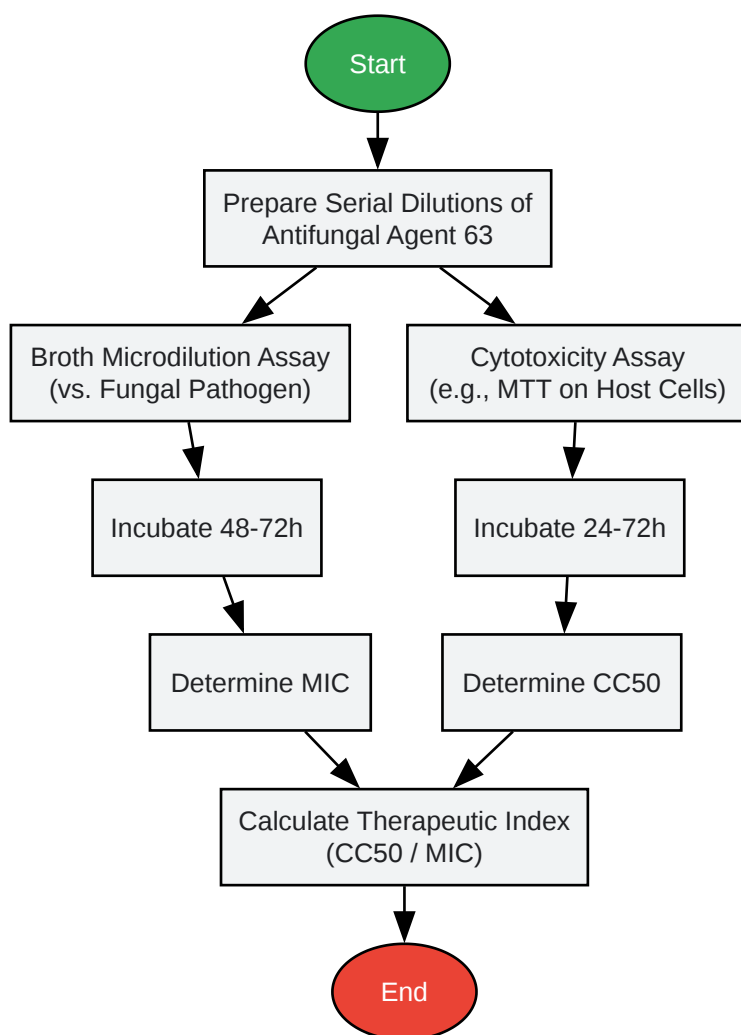 Start
Prepare Serial Dilutions of
Antifungal Agent 63
Broth Microdilution Assay
(vs. Fungal Pathogen)
Cytotoxicity Assay
(e.g., MTT on Host Cells)
Incubate 48-72h
Incubate 24-72h
Determine MIC
Determine CC50
Calculate Therapeutic Index
(CC50 / MIC)
End